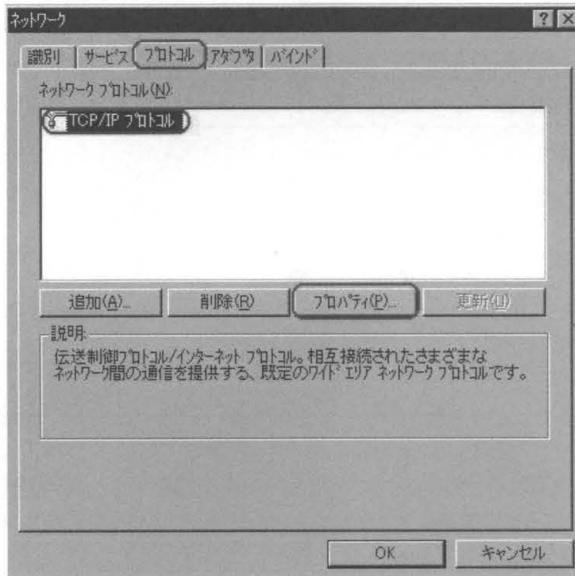 ネットワーク
識別 サービス プロトコル アダプタ バインド
ネットワーク プロトコル(N):
TCP/IP プロトコル
追加(A)... 削除(R) プロパティ(P)... 更新(U)
説明:
伝送制御プロトコル/インターネット プロトコル。相互接続されたさまざまな
ネットワーク間の通信を提供する、既定のワイド エリア ネットワーク プロトコルです。
OK キャンセル